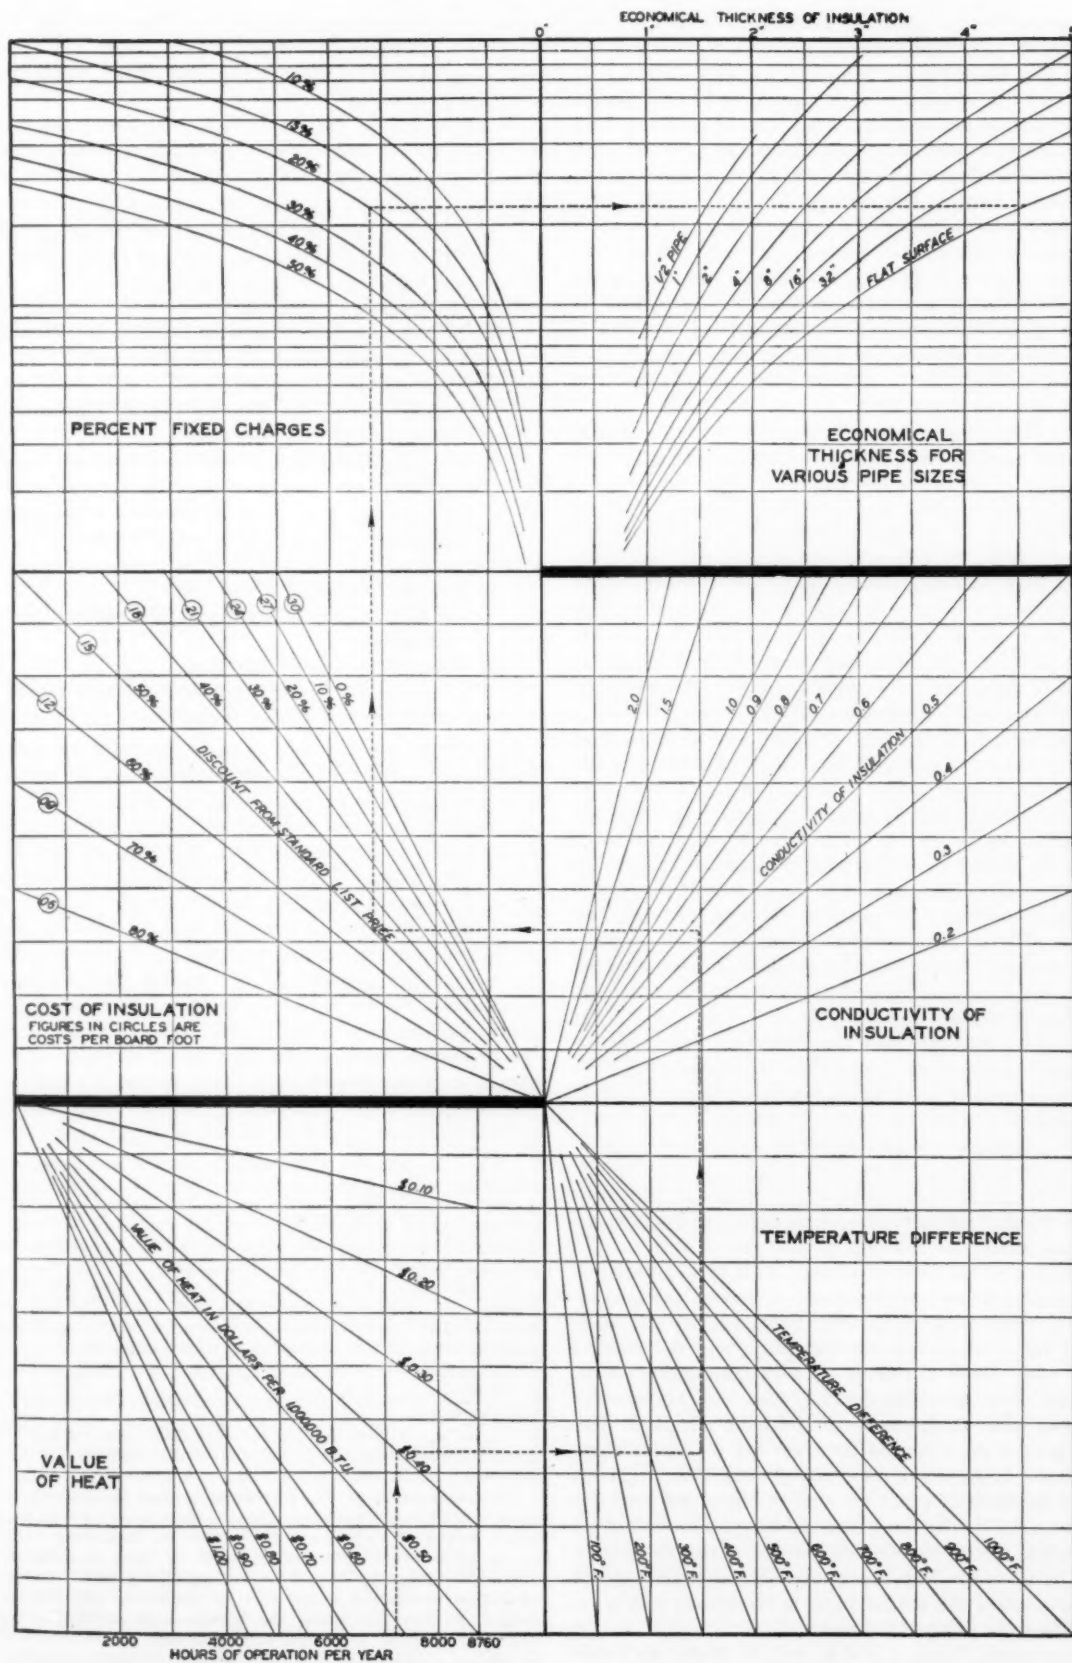 ECONOMICAL THICKNESS OF INSULATION
0" 1" 2" 3" 4" 5"
10%
15%
20%
30%
40%
50%
PERCENT FIXED CHARGES
1/2" PIPE
1"
2"
4"
8"
16"
32"
FLAT SURFACE
ECONOMICAL
THICKNESS FOR
VARIOUS PIPE SIZES
.06
.09
.12
.15
.18
.21
.24
.27
.30
80%
70%
60%
50%
40%
30%
20%
10%
0%
DISCOUNT FROM STANDARD LIST PRICE
COST OF INSULATION
FIGURES IN CIRCLES ARE
COSTS PER BOARD FOOT
2.0
1.5
1.0
0.9
0.8
0.7
0.6
0.5
0.4
0.3
0.2
CONDUCTIVITY OF INSULATION
CONDUCTIVITY OF
INSULATION
$0.10
$0.20
$0.30
$0.40
$0.50
$0.60
$0.70
$0.80
$0.90
$1.00
VALUE OF HEAT IN DOLLARS PER 1000000 B.T.U.
VALUE
OF HEAT
TEMPERATURE DIFFERENCE
TEMPERATURE DIFFERENCE
100°F.
200°F.
300°F.
400°F.
500°F.
600°F.
700°F.
800°F.
900°F.
1000°F.
2000 4000 6000 8000 8760
HOURS OF OPERATION PER YEAR